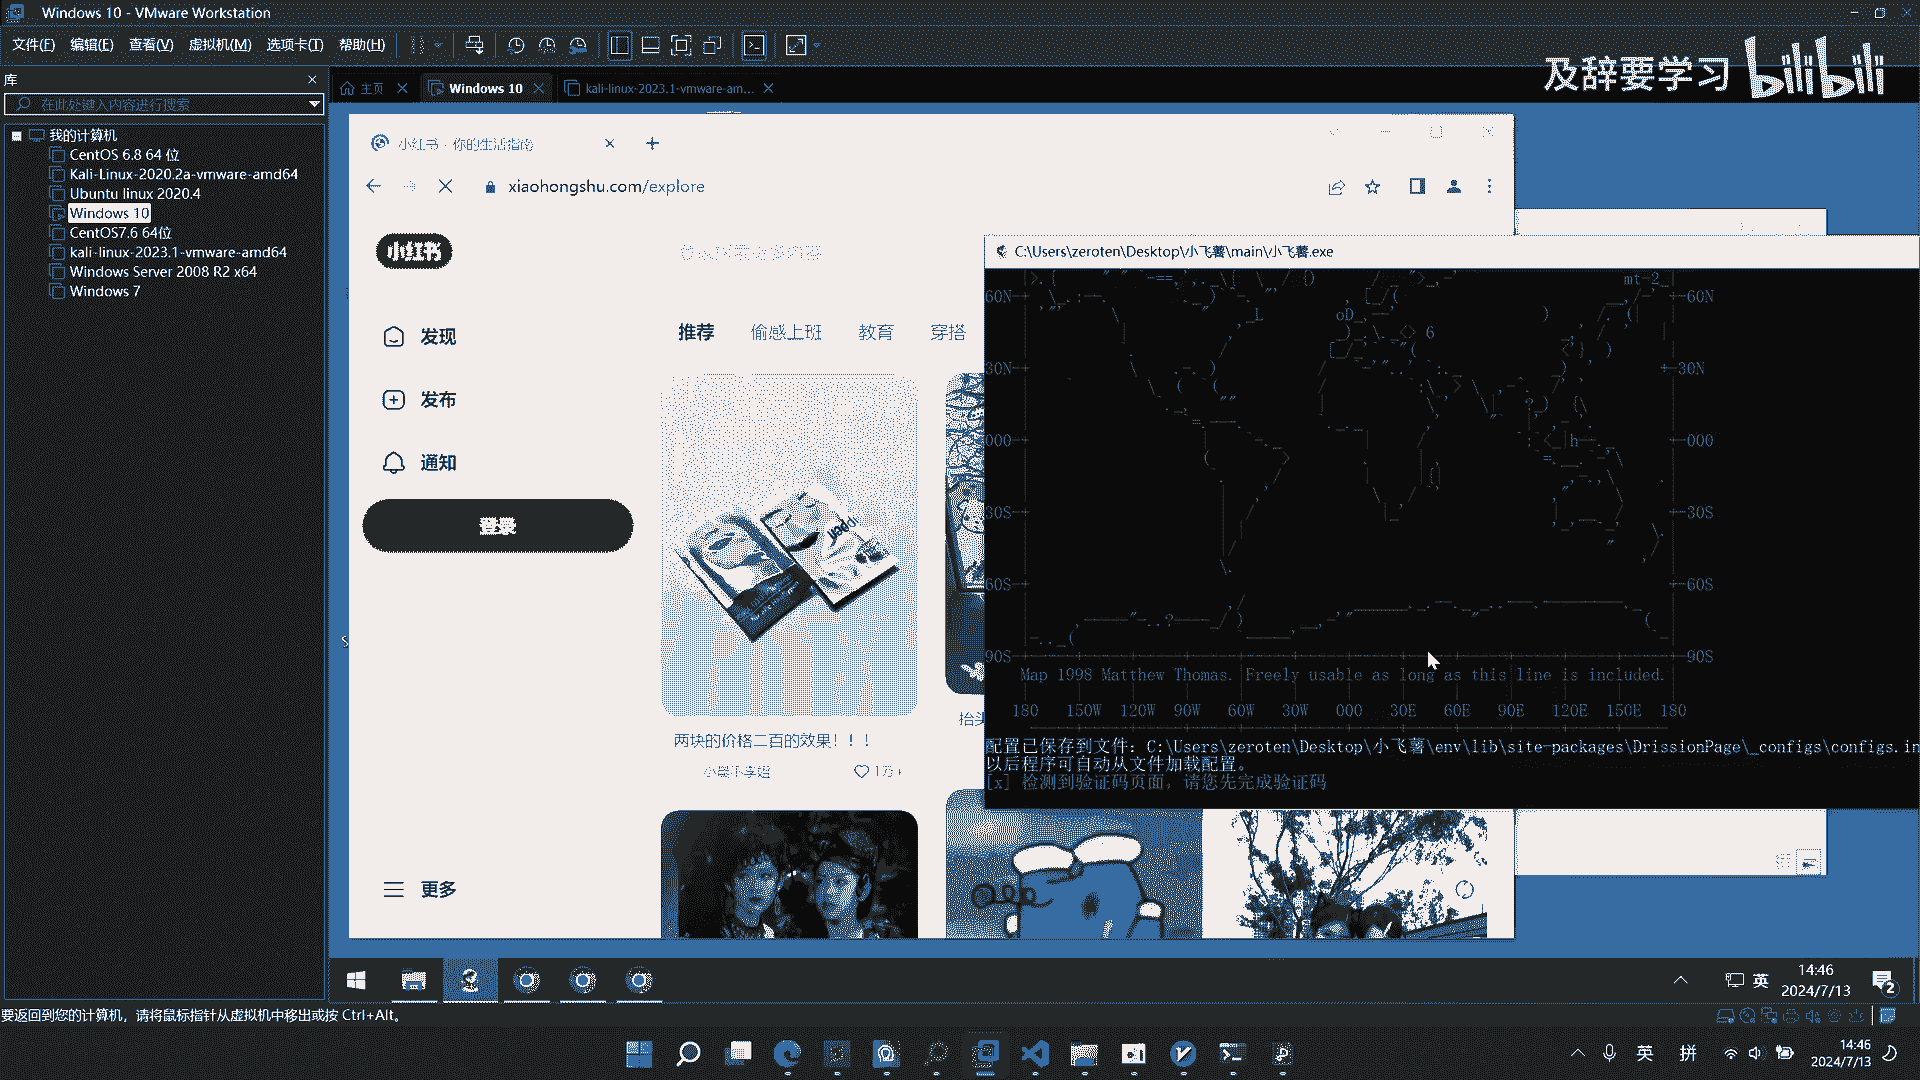 Windows 10 - VMware Workstation
文件(F) 编辑(E) 查看(V) 虚拟机(M) 选项卡(T) 帮助(H)
及辞要学习 bilibili
库
在此处键入内容进行搜索
主页
Windows 10
kali-linux-2023.1-vmware-am...
我的计算机
CentOS 6.8 64 位
Kali-Linux-2020.2a-vmware-amd64
Ubuntu linux 2020.4
Windows 10
CentOS7.6 64位
kali-linux-2023.1-vmware-amd64
Windows Server 2008 R2 x64
Windows 7
小红书 - 你的生活指南
xiaohongshu.com/explore
小红书
发现
发布
通知
登录
更多
推荐 偷感上班 教育 穿搭
两块的价格二百的效果！！！
1万+
抬头
C:\Users\zeroten\Desktop\小飞薯\main\小飞薯.exe
60N 60N
30N 30N
000 000
30S 30S
60S 60S
90S 90S
Map 1998 Matthew Thomas. Freely usable as long as this line is included.
180 150W 120W 90W 60W 30W 000 30E 60E 90E 120E 150E 180
配置已保存到文件：C:\Users\zeroten\Desktop\小飞薯\env\lib\site-packages\DrissionPage\_configs\configs.in
以后程序可自动从文件加载配置。
[x] 检测到验证码页面，请您先完成验证码
英
14:46
2024/7/13
2
要返回到您的计算机，请将鼠标指针从虚拟机中移出或按 Ctrl+Alt。
英 拼
14:46
2024/7/13